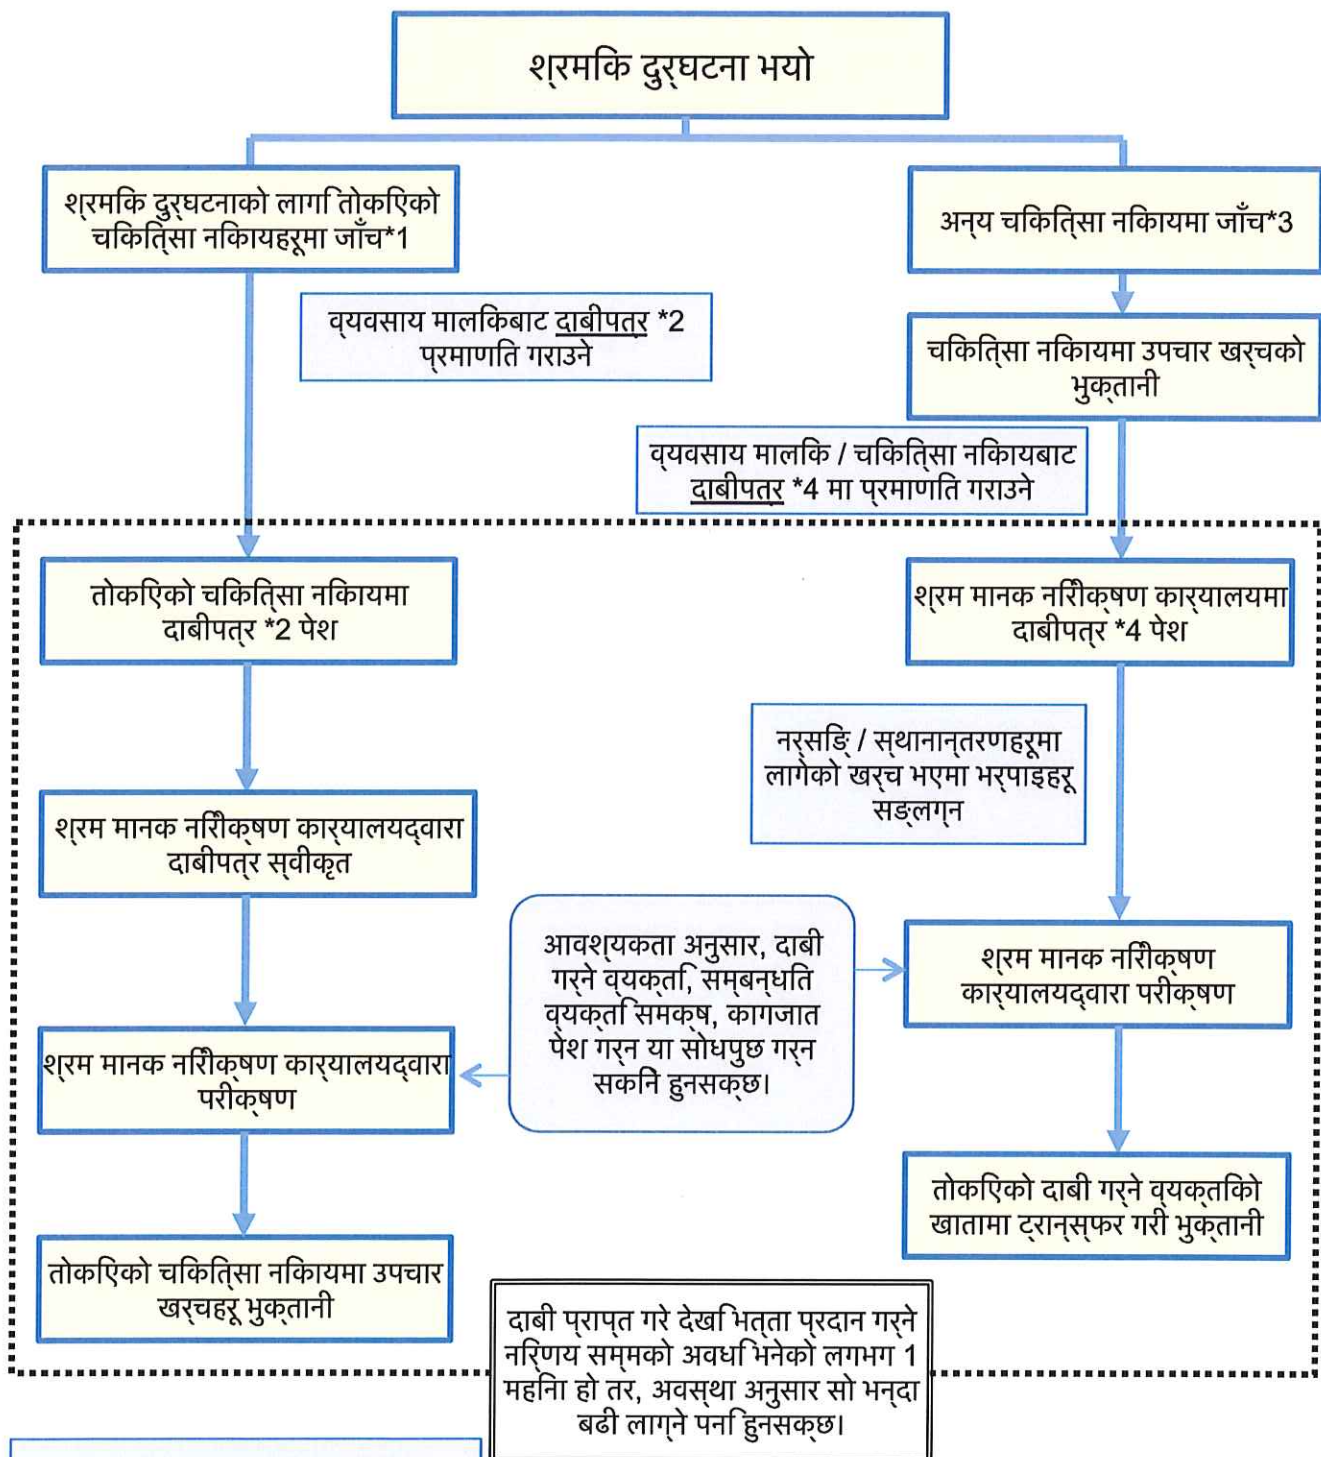 श्रमिक दुर्घटना भयो
श्रमिक दुर्घटनाको लागि तोकिएको
चिकित्सा निकायहरूमा जाँच*1
अन्य चिकित्सा निकायमा जाँच*3
व्यवसाय मालिकबाट दाबीपत्र *2
प्रमाणित गराउने
चिकित्सा निकायमा उपचार खर्चको
भुक्तानी
व्यवसाय मालिक / चिकित्सा निकायबाट
दाबीपत्र *4 मा प्रमाणित गराउने
तोकिएको चिकित्सा निकायमा
दाबीपत्र *2 पेश
श्रम मानक निरीक्षण कार्यालयमा
दाबीपत्र *4 पेश
नर्सिङ / स्थानान्तरणहरूमा
लागेको खर्च भएमा भर्पाइहरू
सङ्लग्न
श्रम मानक निरीक्षण कार्यालयद्वारा
दाबीपत्र स्वीकृत
आवश्यकता अनुसार, दाबी
गर्ने व्यक्ति, सम्बन्धित
व्यक्ति समक्ष, कागजात
पेश गर्न या सोधपुछ गर्न
सकिने हुनसक्छ।
श्रम मानक निरीक्षण
कार्यालयद्वारा परीक्षण
श्रम मानक निरीक्षण कार्यालयद्वारा
परीक्षण
तोकिएको दाबी गर्ने व्यक्तिको
खातामा ट्रान्स्फर गरी भुक्तानी
तोकिएको चिकित्सा निकायमा उपचार
खर्चहरू भुक्तानी
दाबी प्राप्त गरे देखि भत्ता प्रदान गर्ने
निर्णय सम्मको अवधि भनेको लगभग 1
महिना हो तर, अवस्था अनुसार सो भन्दा
बढी लाग्ने पनि हुनसक्छ।